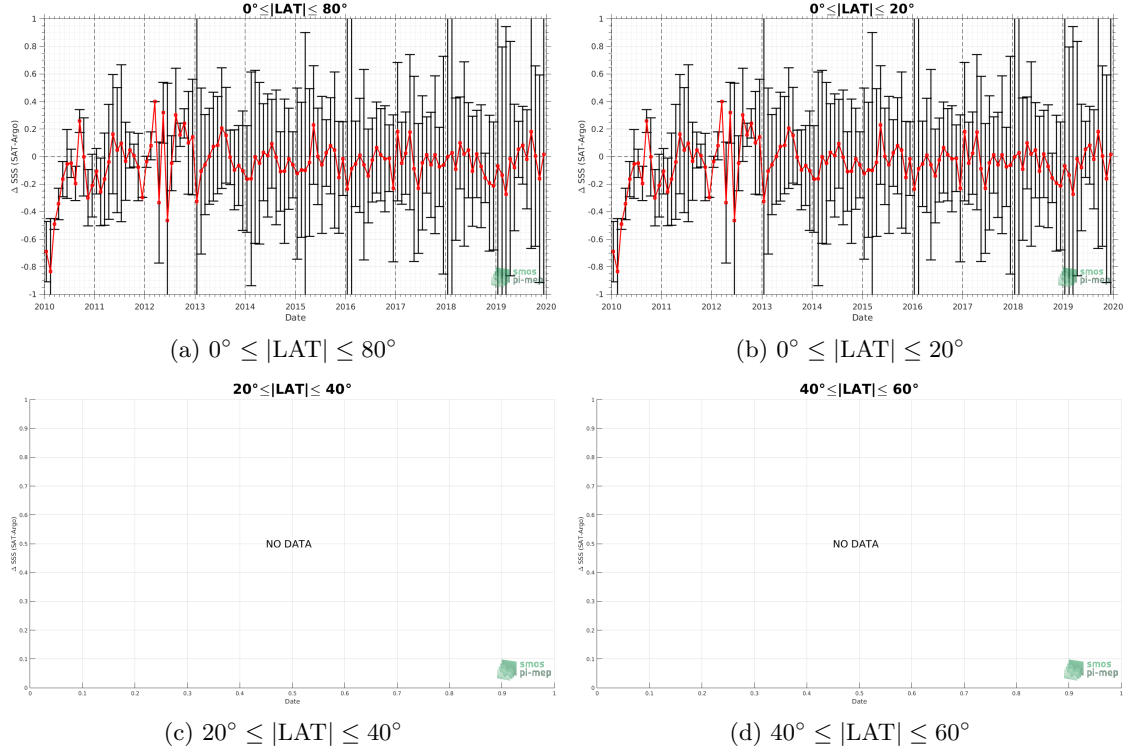 0°≤|LAT|≤ 80°
1
0.8
0.6
0.4
0.2
0
-0.2
-0.4
-0.6
-0.8
-1
Δ SSS (SAT-Argo)
2010 2011 2012 2013 2014 2015 2016 2017 2018 2019 2020
Date
smos
pi-mep
(a) 0° ≤ |LAT| ≤ 80°
0°≤|LAT|≤ 20°
1
0.8
0.6
0.4
0.2
0
-0.2
-0.4
-0.6
-0.8
-1
Δ SSS (SAT-Argo)
2010 2011 2012 2013 2014 2015 2016 2017 2018 2019 2020
Date
smos
pi-mep
(b) 0° ≤ |LAT| ≤ 20°
20°≤|LAT|≤ 40°
1
0.9
0.8
0.7
0.6
0.5
0.4
0.3
0.2
0.1
0
Δ SSS (SAT-Argo)
NO DATA
0 0.1 0.2 0.3 0.4 0.5 0.6 0.7 0.8 0.9 1
Date
smos
pi-mep
(c) 20° ≤ |LAT| ≤ 40°
40°≤|LAT|≤ 60°
1
0.9
0.8
0.7
0.6
0.5
0.4
0.3
0.2
0.1
0
Δ SSS (SAT-Argo)
NO DATA
0 0.1 0.2 0.3 0.4 0.5 0.6 0.7 0.8 0.9 1
Date
smos
pi-mep
(d) 40° ≤ |LAT| ≤ 60°